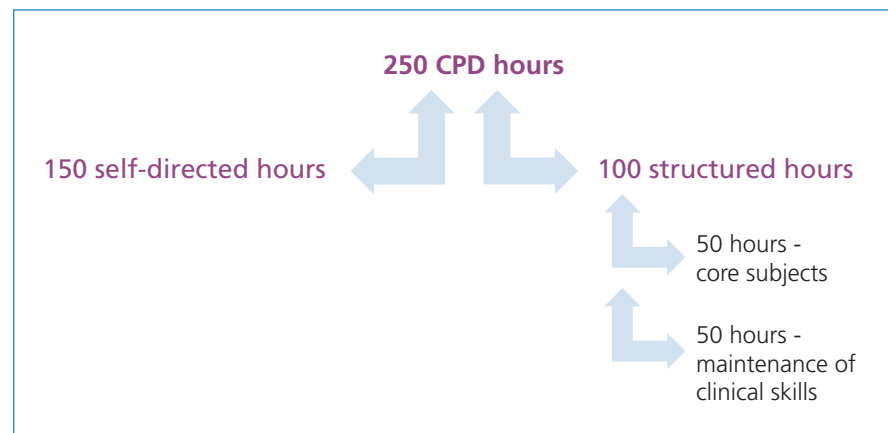 250 CPD hours
150 self-directed hours
100 structured hours
50 hours -
core subjects
50 hours -
maintenance of
clinical skills